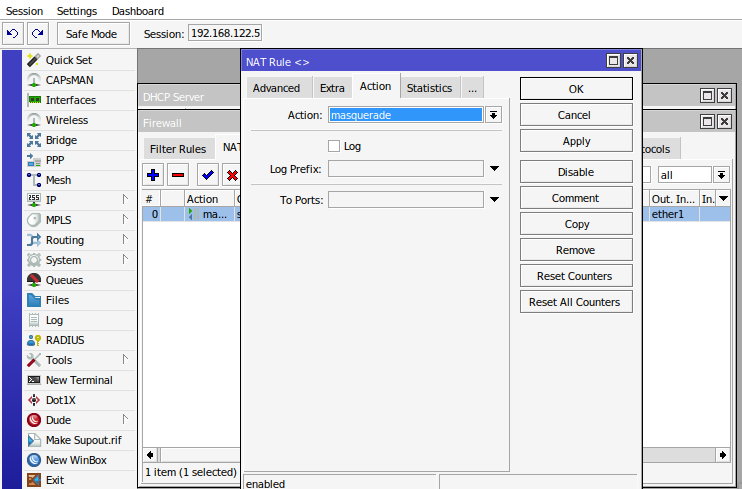 Session Settings Dashboard
Safe Mode Session: 192.168.122.5
Quick Set
CAPsMAN
Interfaces
Wireless
Bridge
PPP
Mesh
IP
MPLS
Routing
System
Queues
Files
Log
RADIUS
Tools
New Terminal
Dot1X
Dude
Make Supout.rif
New WinBox
Exit
DHCP Server
Firewall
Filter Rules NAT
ocols
all
# Action Out. In... In.
0 ma... s ether1
1 item (1 selected)
NAT Rule <>
Advanced Extra Action Statistics ...
Action: masquerade
Log
Log Prefix:
To Ports:
OK
Cancel
Apply
Disable
Comment
Copy
Remove
Reset Counters
Reset All Counters
enabled